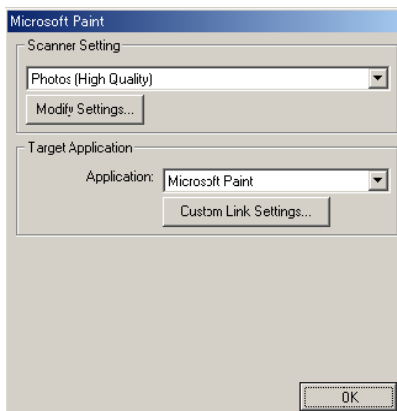 Microsoft Paint
Scanner Setting
Photos (High Quality)
Modify Settings...
Target Application
Application: Microsoft Paint
Custom Link Settings...
OK